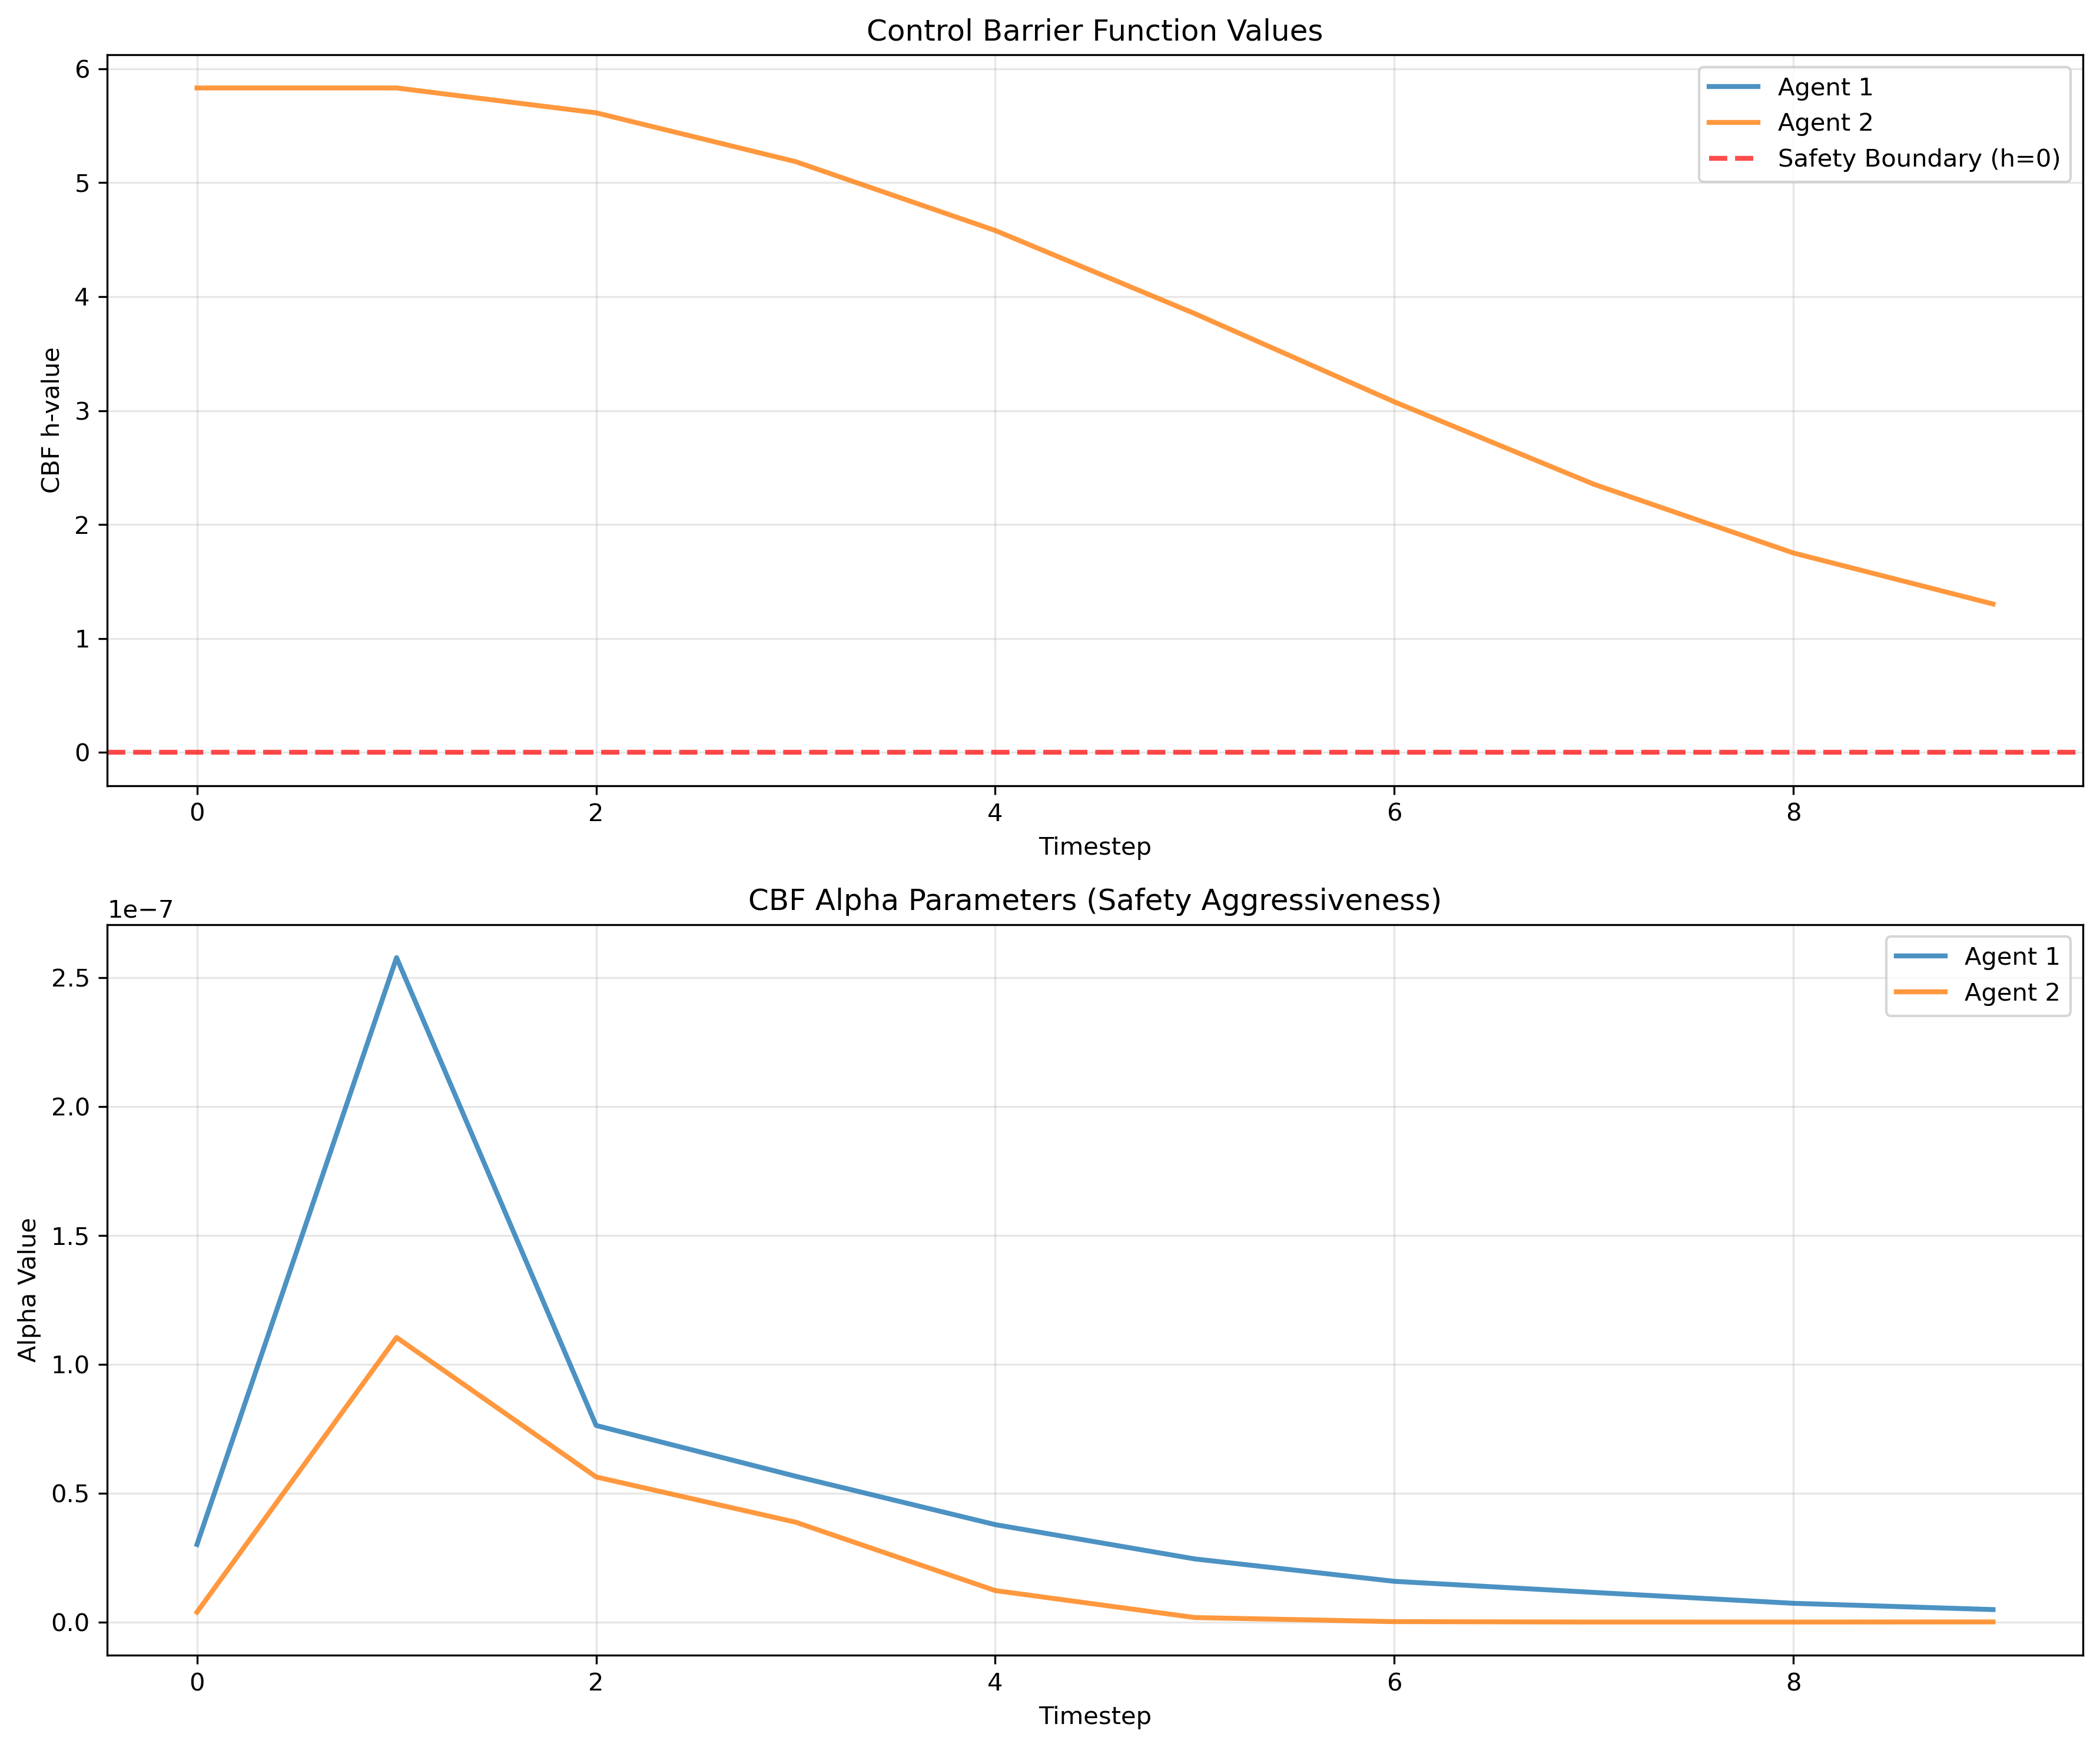 Control Barrier Function Values
6
5
4
3
2
1
0
CBF h-value
Agent 1
Agent 2
Safety Boundary (h=0)
0 2 4 6 8
Timestep
CBF Alpha Parameters (Safety Aggressiveness)
1e−7
2.5
2.0
1.5
1.0
0.5
0.0
Alpha Value
Agent 1
Agent 2
0 2 4 6 8
Timestep